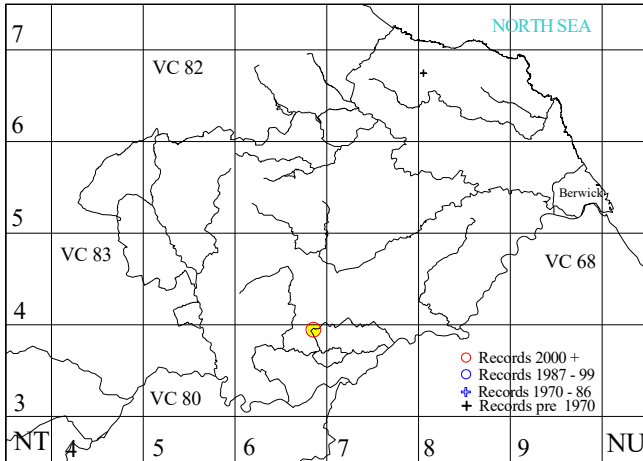 NORTH SEA
7
VC 82
6
Berwick
5
VC 83
VC 68
4
Records 2000 +
Records 1987 - 99
Records 1970 - 86
Records pre 1970
VC 80
3
NT 4 5 6 7 8 9 NU